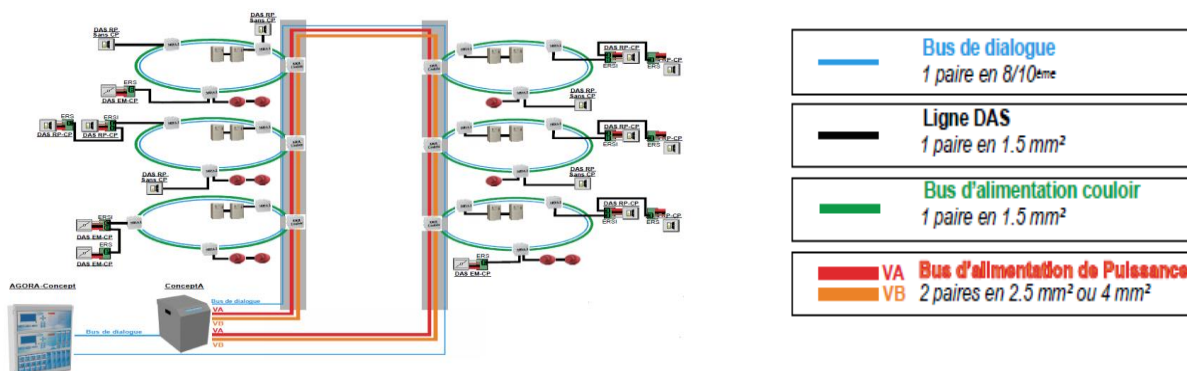 DAS RP
Sans CP
DAS RP
Sans CP
ERS
DAS EM-CP
ERS
ERSI
DAS RP-CP
DAS RP-CP
DAS RP
Sans CP
ERSI
DAS EM-CP
ERS
DAS EM-CP
DAS RP-CP
ERSI
ERS
DAS RP
Sans CP
DAS RP-CP
ERSI
ERS
DAS RP
Sans CP
DAS RP-CP
ERSI
ERS
ERS
DAS EM-CP
AGORA-Concept
ConceptA
Bus de dialogue
VA
VB
VA
VB
Bus de dialogue
Bus de dialogue
1 paire en 8/10ème
Ligne DAS
1 paire en 1.5 mm²
Bus d'alimentation couloir
1 paire en 1.5 mm²
VA Bus d'alimentation de Puissance
VB 2 paires en 2.5 mm² ou 4 mm²